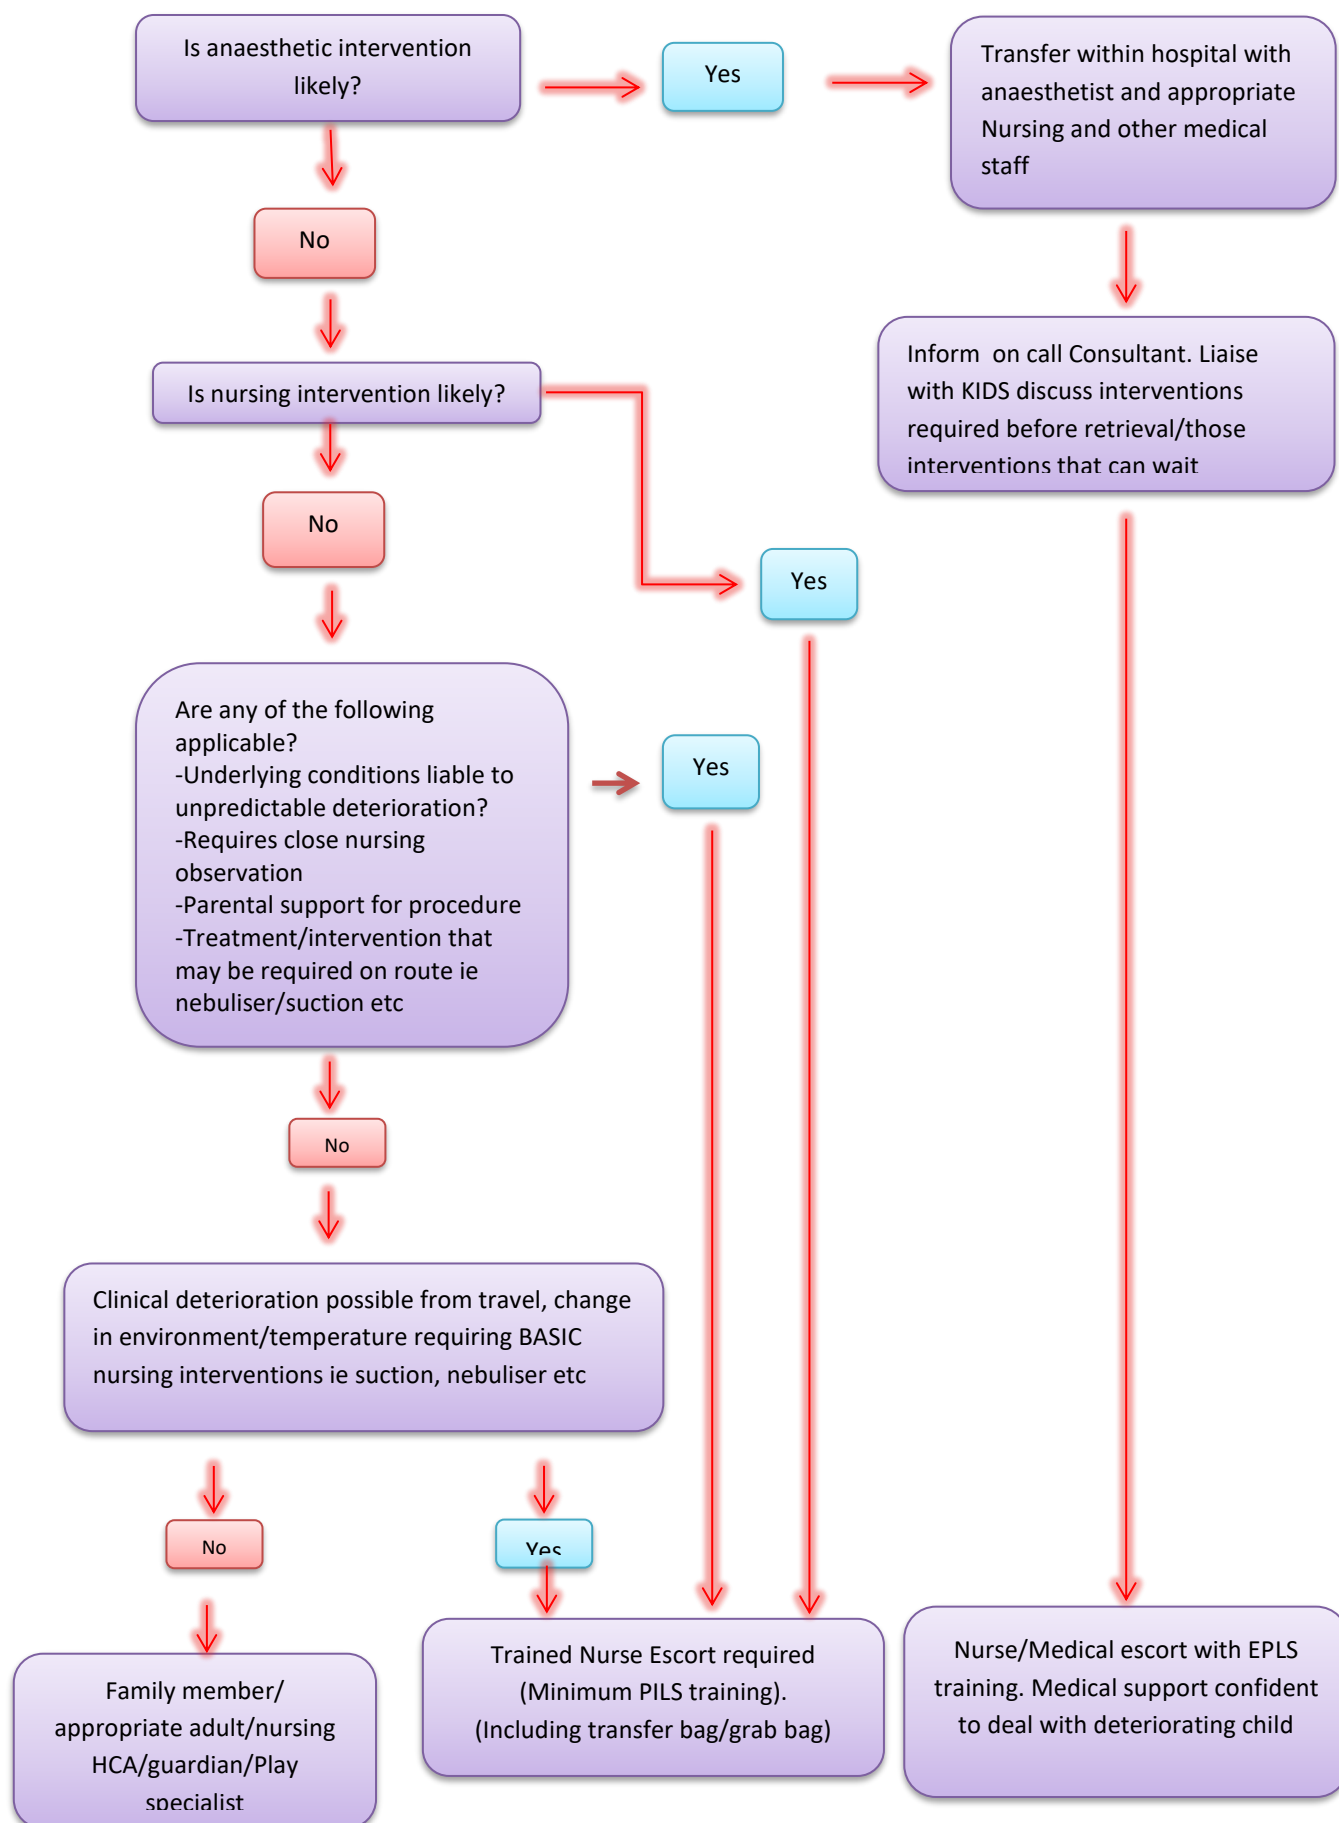 Is anaesthetic intervention
likely?
Yes
Transfer within hospital with
anaesthetist and appropriate
Nursing and other medical
staff
No
Inform  on call Consultant. Liaise
with KIDS discuss interventions
required before retrieval/those
interventions that can wait
Is nursing intervention likely?
No
Yes
Are any of the following
applicable?
-Underlying conditions liable to
unpredictable deterioration?
-Requires close nursing
observation
-Parental support for procedure
-Treatment/intervention that
may be required on route ie
nebuliser/suction etc
Yes
No
Clinical deterioration possible from travel, change
in environment/temperature requiring BASIC
nursing interventions ie suction, nebuliser etc
No
Yes
Family member/
appropriate adult/nursing
HCA/guardian/Play
specialist
Trained Nurse Escort required
(Minimum PILS training).
(Including transfer bag/grab bag)
Nurse/Medical escort with EPLS
training. Medical support confident
to deal with deteriorating child